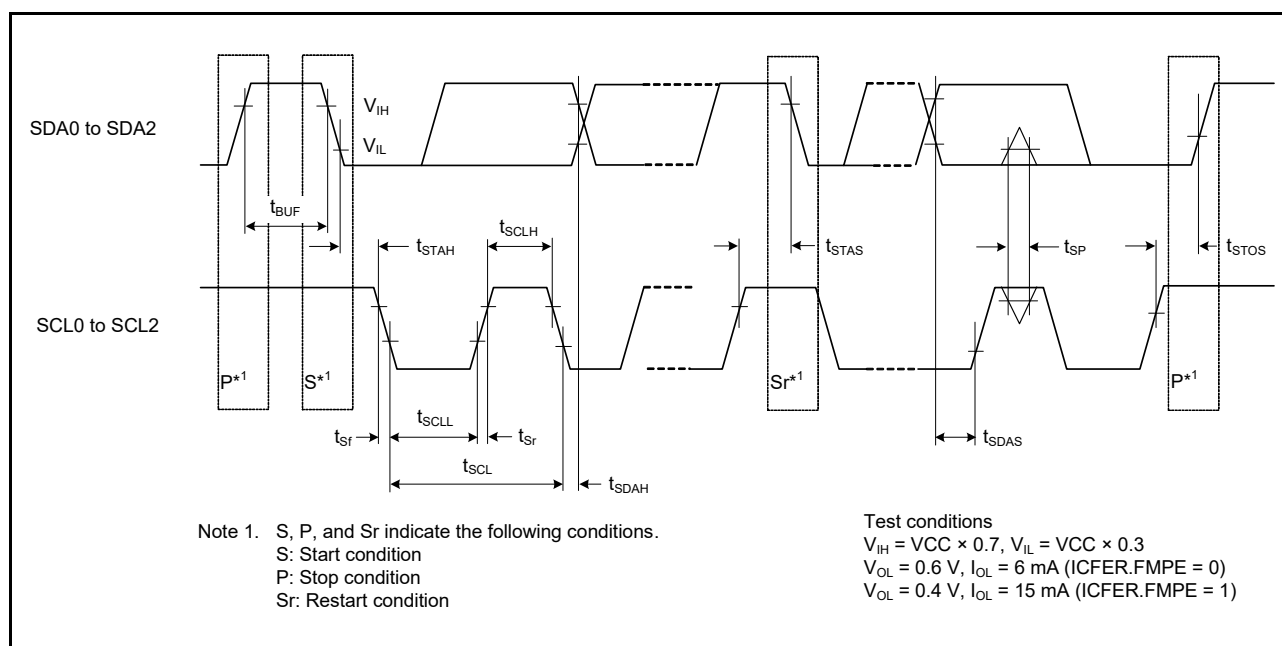 SDA0 to SDA2
V_IH
V_IL
t_BUF
t_STAH
t_SCLH
t_STAS
t_SP
t_STOS
SCL0 to SCL2
P*1
S*1
Sr*1
P*1
t_Sf
t_SCLL
t_Sr
t_SCL
t_SDAH
t_SDAS
Note 1. S, P, and Sr indicate the following conditions.
S: Start condition
P: Stop condition
Sr: Restart condition
Test conditions
V_IH = VCC × 0.7, V_IL = VCC × 0.3
V_OL = 0.6 V, I_OL = 6 mA (ICFER.FMPE = 0)
V_OL = 0.4 V, I_OL = 15 mA (ICFER.FMPE = 1)